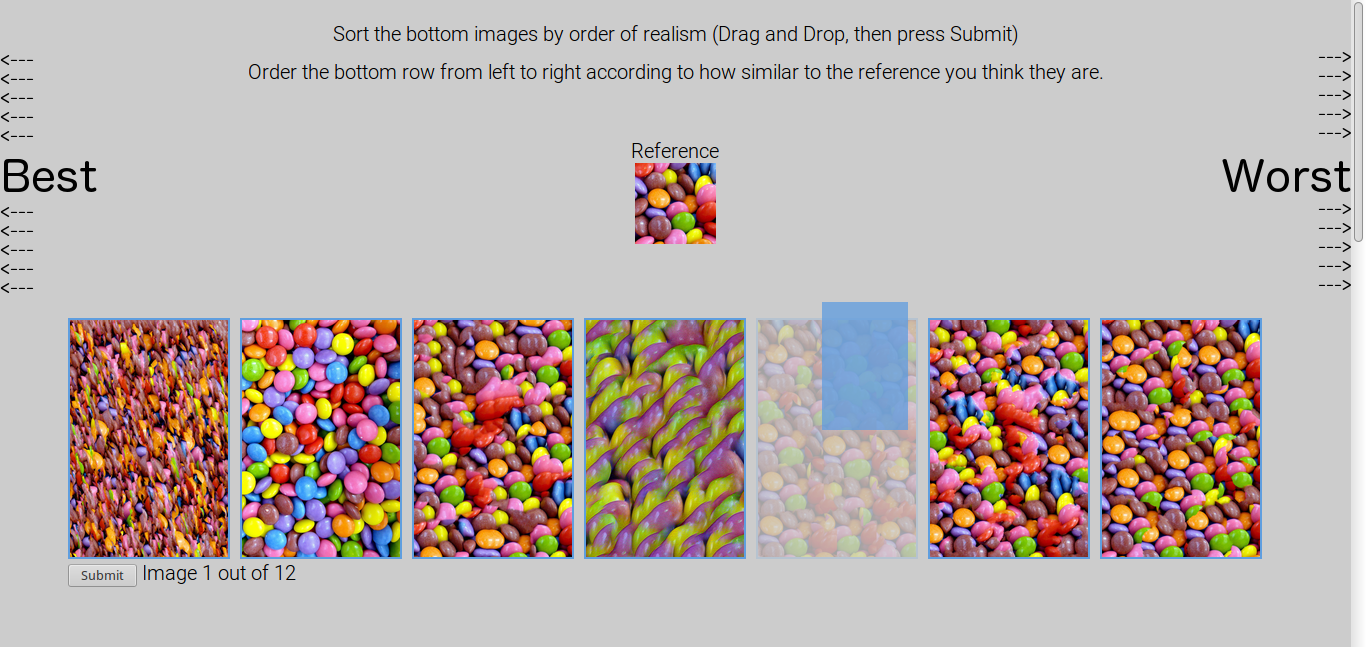 Sort the bottom images by order of realism (Drag and Drop, then press Submit)
Order the bottom row from left to right according to how similar to the reference you think they are.
<--- --->
<--- --->
<--- --->
<--- --->
<--- --->
Reference
Best Worst
<--- --->
<--- --->
<--- --->
<--- --->
<--- --->
Submit Image 1 out of 12